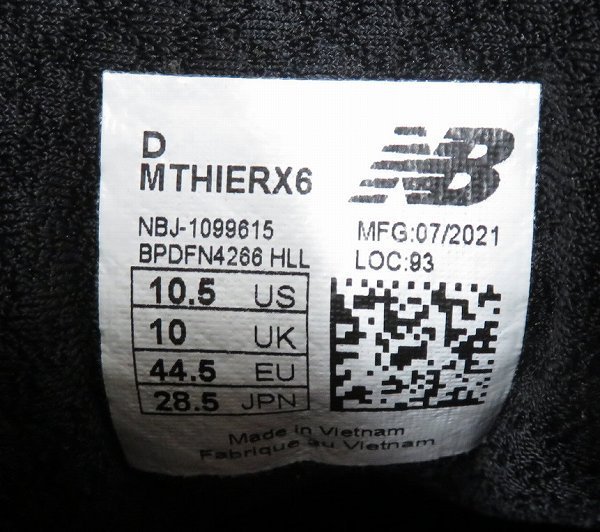 D
MTHIERX6
NB
NBJ-1099615
MFG:07/2021
BPDFN4266 HLL
LOC:93
10.5 US
10 UK
44.5 EU
28.5 JPN
Made in Vietnam
Fabriqué au Vietnam